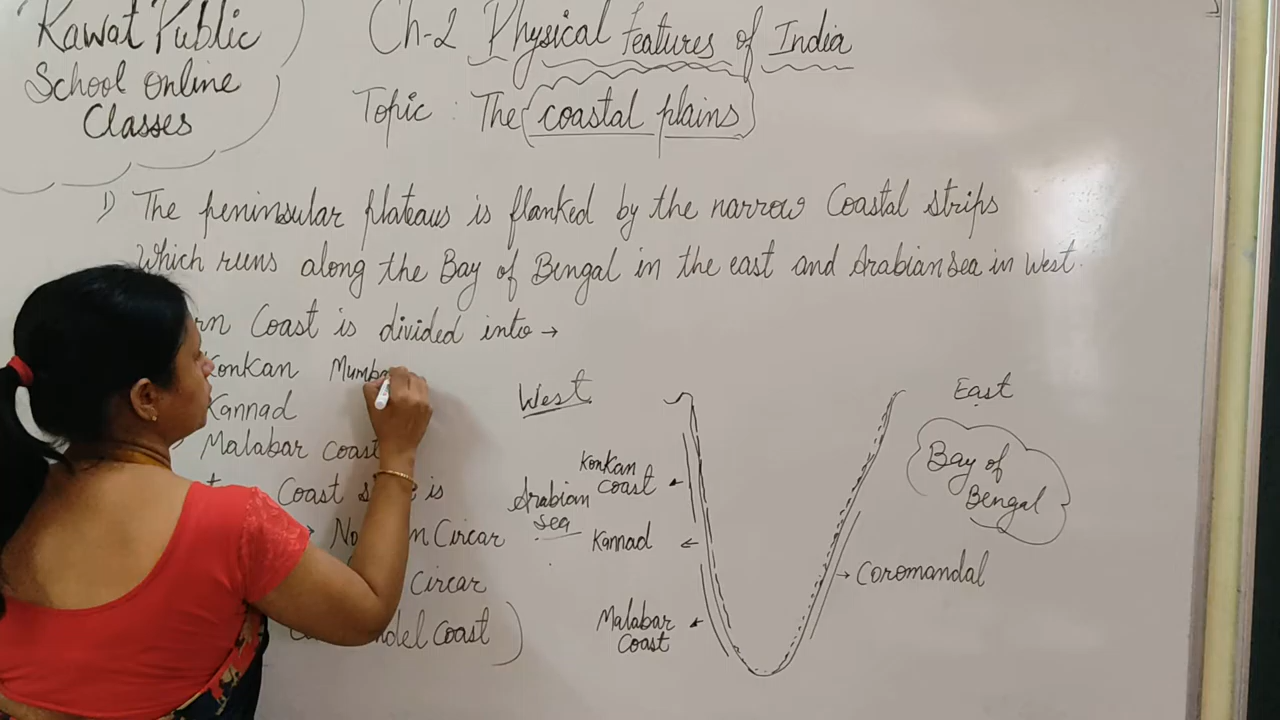 Rawat Public
School Online
Classes
Ch-2 Physical features of India
Topic : The coastal plains
1) The peninsular plateaus is flanked by the narrow Coastal strips
Which runs along the Bay of Bengal in the east and Arabian sea in West.
Coast is divided into →
Konkan Mumb
Kannad
Malabar coast
Coast is
Circar
Circar
Coast)
West
East
Konkan
coast
Arabian
sea
Kannad
Malabar
coast
Bay of
Bengal
→ Coromandal